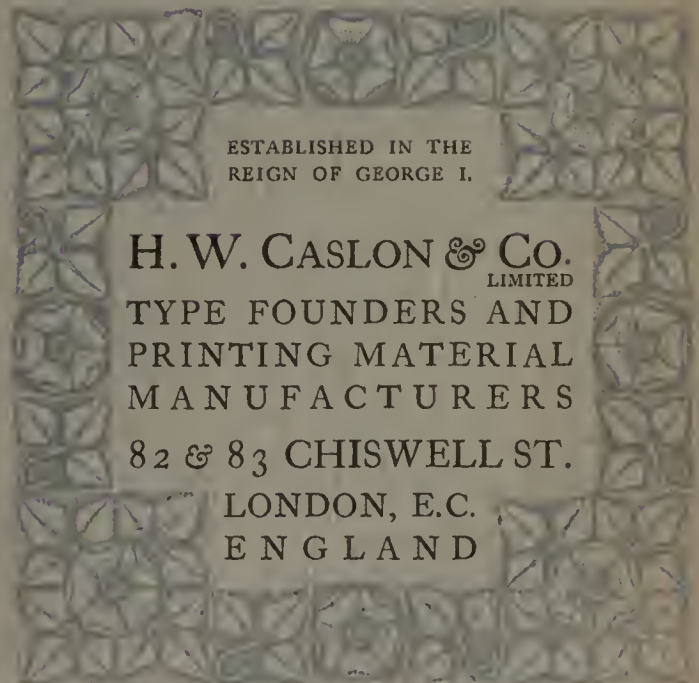 ESTABLISHED IN THE
REIGN OF GEORGE I.
H. W. CASLON & Co.
LIMITED
TYPE FOUNDERS AND
PRINTING MATERIAL
MANUFACTURERS
82 & 83 CHISWELL ST.
LONDON, E.C.
ENGLAND